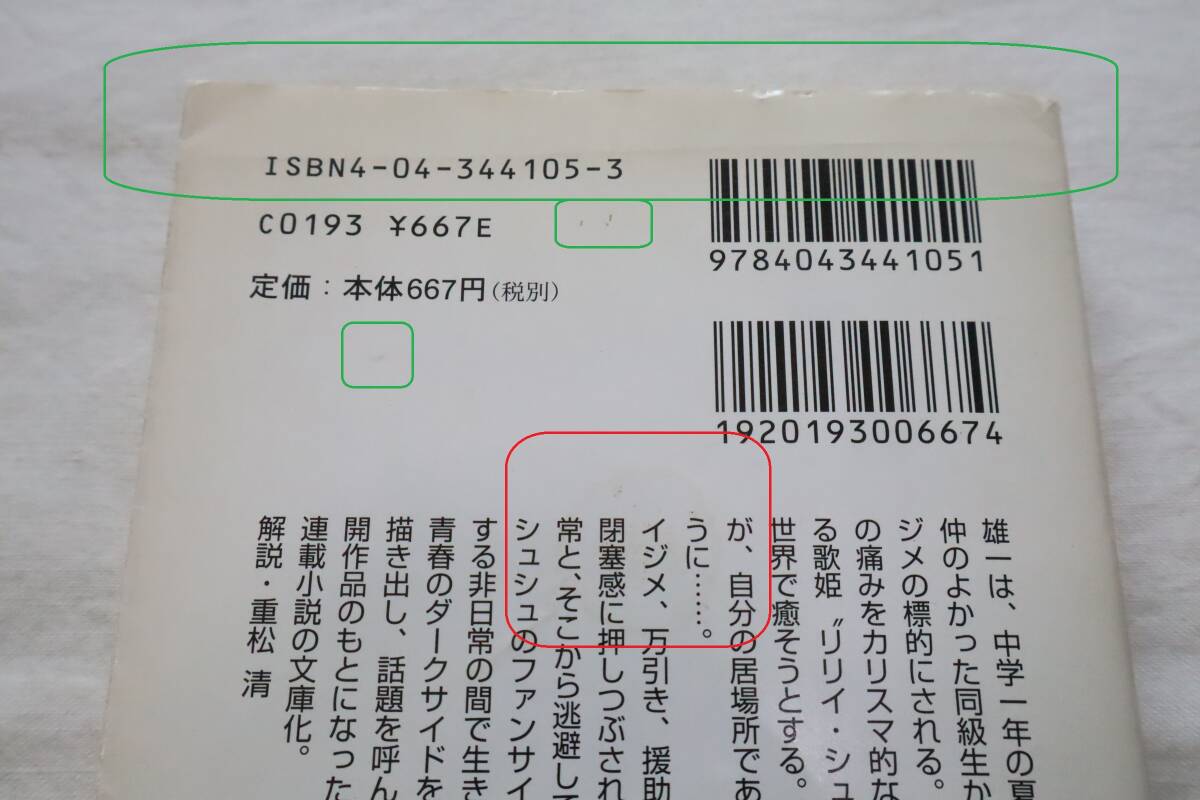 ISBN4-04-344105-3
C0193 ¥667E
定価:本体667円(税別)
9784043441051
1920193006674
雄一は、中学一年の夏
仲のよかった同級生か
ジメの標的にされる。
の痛みをカリスマ的な
る歌姫〝リリイ・シュ
世界で癒そうとする。
が、自分の居場所であ
うに……。
イジメ、万引き、援助
閉塞感に押しつぶされ
常と、そこから逃避して
シュシュのファンサイ
する非日常の間で生き
青春のダークサイドを
描き出し、話題を呼ん
開作品のもとになった
連載小説の文庫化。
解説・重松 清